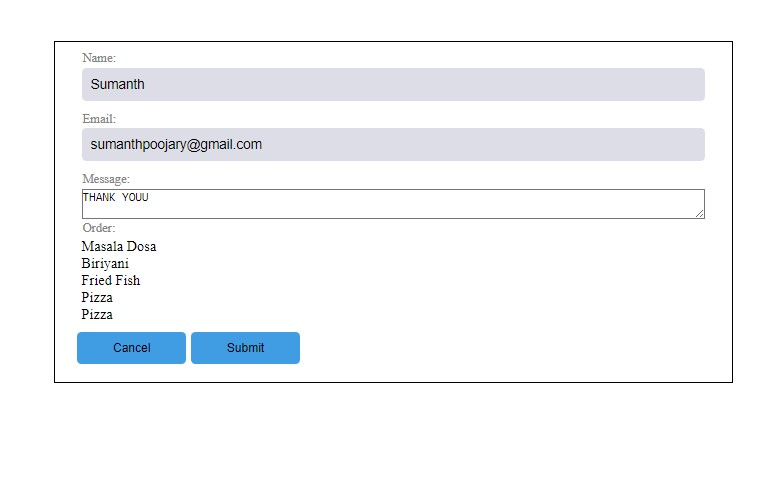 Name:
Sumanth
Email:
sumanthpoojary@gmail.com
Message:
THANK YOUU
Order:
Masala Dosa
Biriyani
Fried Fish
Pizza
Pizza
Cancel Submit